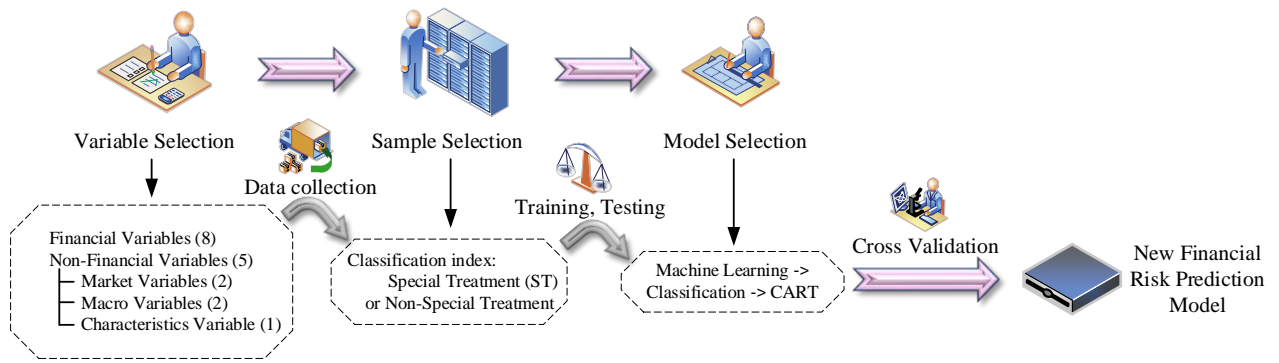 Variable Selection
Sample Selection
Model Selection
Data collection
Training, Testing
Cross Validation
Financial Variables (8)
Non-Financial Variables (5)
Market Variables (2)
Macro Variables (2)
Characteristics Variable (1)
Classification index:
Special Treatment (ST)
or Non-Special Treatment
Machine Learning ->
Classification -> CART
New Financial
Risk Prediction
Model